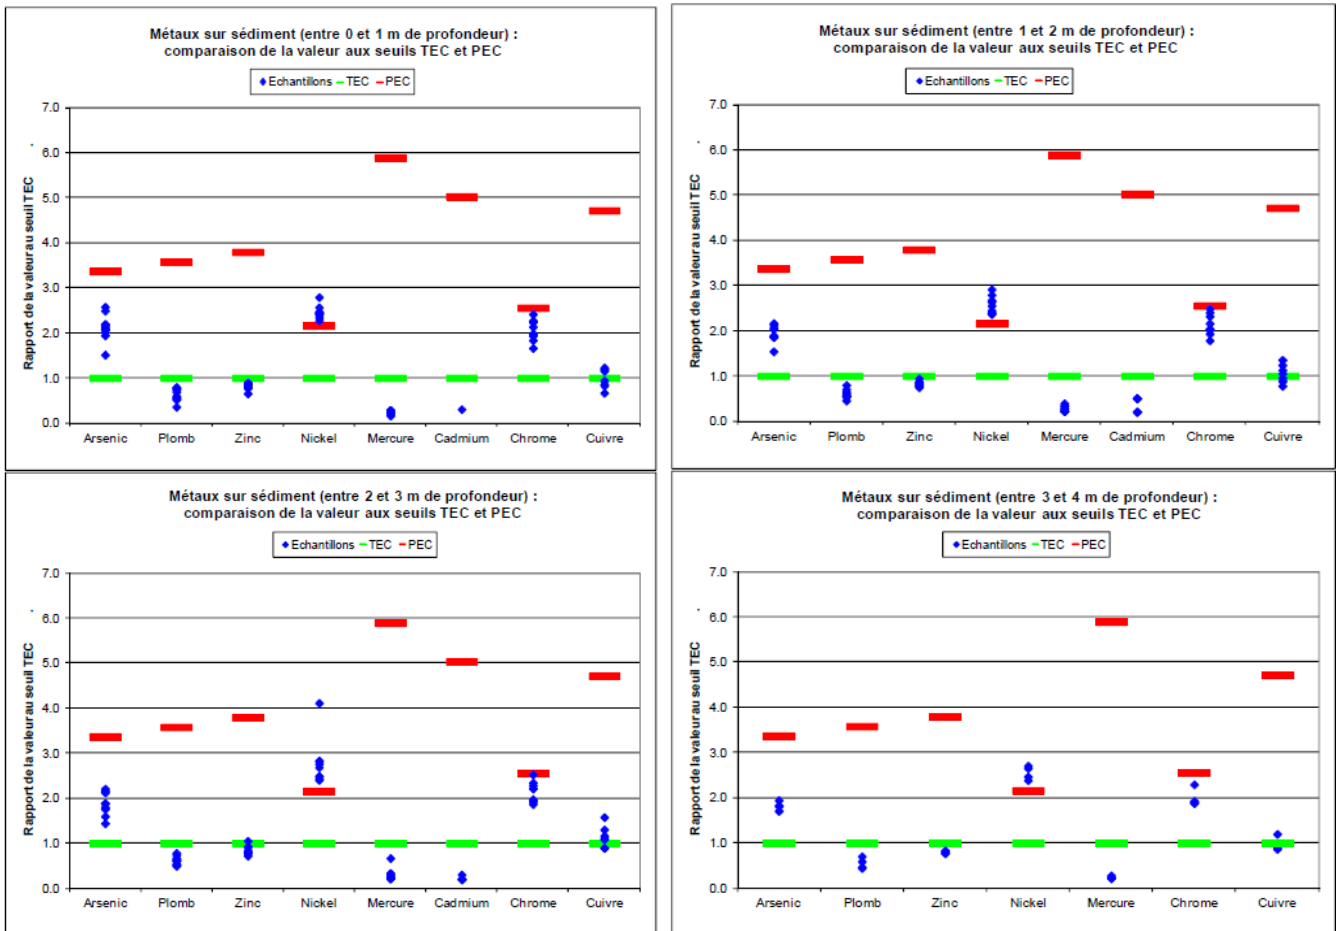 Métaux sur sédiment (entre 0 et 1 m de profondeur) :
comparaison de la valeur aux seuils TEC et PEC
Echantillons TEC PEC
Rapport de la valeur au seuil TEC
7.0
6.0
5.0
4.0
3.0
2.0
1.0
0.0
Arsenic Plomb Zinc Nickel Mercure Cadmium Chrome Cuivre
Métaux sur sédiment (entre 1 et 2 m de profondeur) :
comparaison de la valeur aux seuils TEC et PEC
Echantillons TEC PEC
Rapport de la valeur au seuil TEC
7.0
6.0
5.0
4.0
3.0
2.0
1.0
0.0
Arsenic Plomb Zinc Nickel Mercure Cadmium Chrome Cuivre
Métaux sur sédiment (entre 2 et 3 m de profondeur) :
comparaison de la valeur aux seuils TEC et PEC
Echantillons TEC PEC
Rapport de la valeur au seuil TEC
7.0
6.0
5.0
4.0
3.0
2.0
1.0
0.0
Arsenic Plomb Zinc Nickel Mercure Cadmium Chrome Cuivre
Métaux sur sédiment (entre 3 et 4 m de profondeur) :
comparaison de la valeur aux seuils TEC et PEC
Echantillons TEC PEC
Rapport de la valeur au seuil TEC
7.0
6.0
5.0
4.0
3.0
2.0
1.0
0.0
Arsenic Plomb Zinc Nickel Mercure Chrome Cuivre